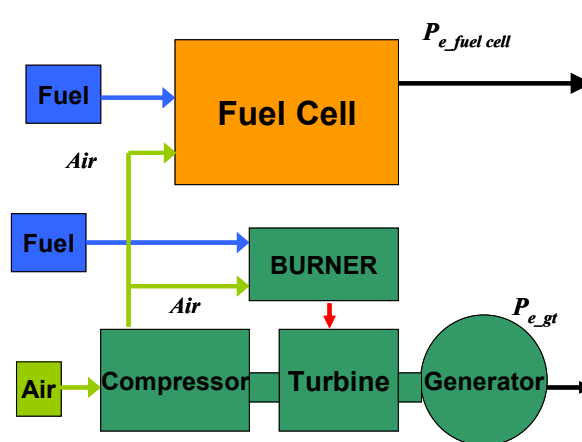 P_e_fuel cell
Fuel
Fuel Cell
Air
Fuel
BURNER
Air
P_e_gt
Air
Compressor
Turbine
Generator